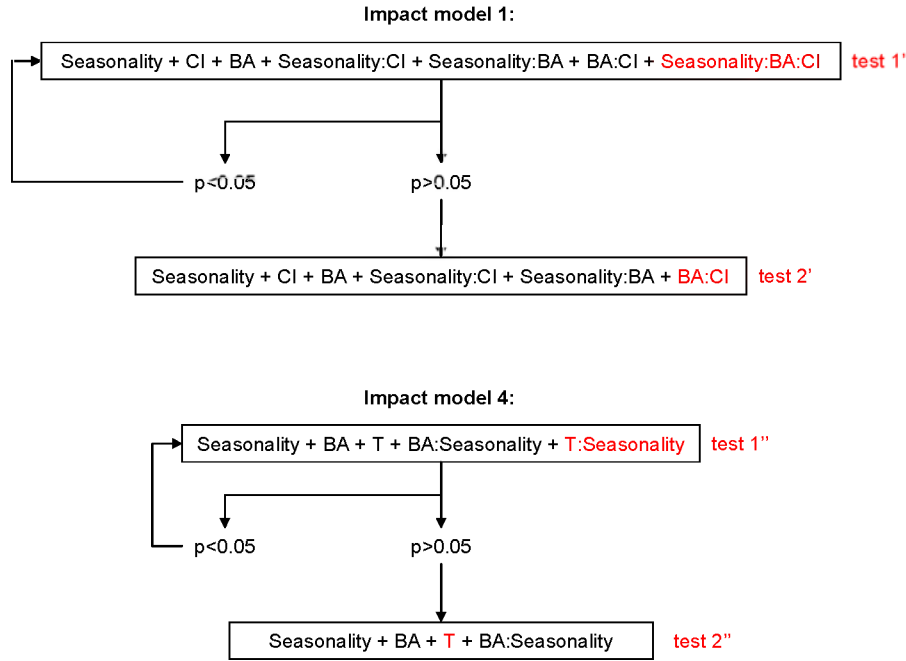 Impact model 1:
Seasonality + CI + BA + Seasonality:CI + Seasonality:BA + BA:CI + Seasonality:BA:CI test 1’
p<0.05 p>0.05
Seasonality + CI + BA + Seasonality:CI + Seasonality:BA + BA:CI test 2’
Impact model 4:
Seasonality + BA + T + BA:Seasonality + T:Seasonality test 1’’
p<0.05 p>0.05
Seasonality + BA + T + BA:Seasonality test 2’’